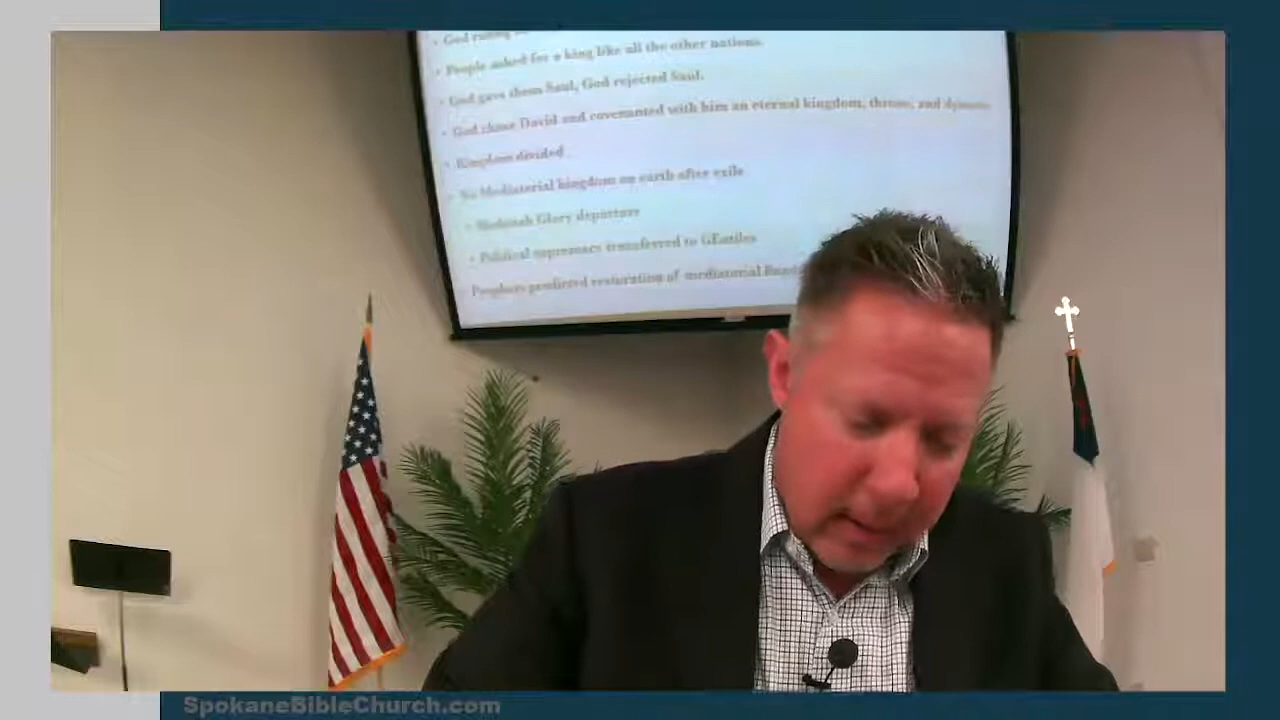 • God
• People asked for a king like all the other nations.
• God gave them Saul, God rejected Saul.
• God chose David and covenanted with him an eternal kingdom, throne, and dynasty
• Kingdom divided
• No Mediaterial kingdom on earth after exile
• Shekinah Glory departure
• Political supremacy transferred to GEntiles
Prophets predicted restoration of mediatorial
SpokaneBibleChurch.com